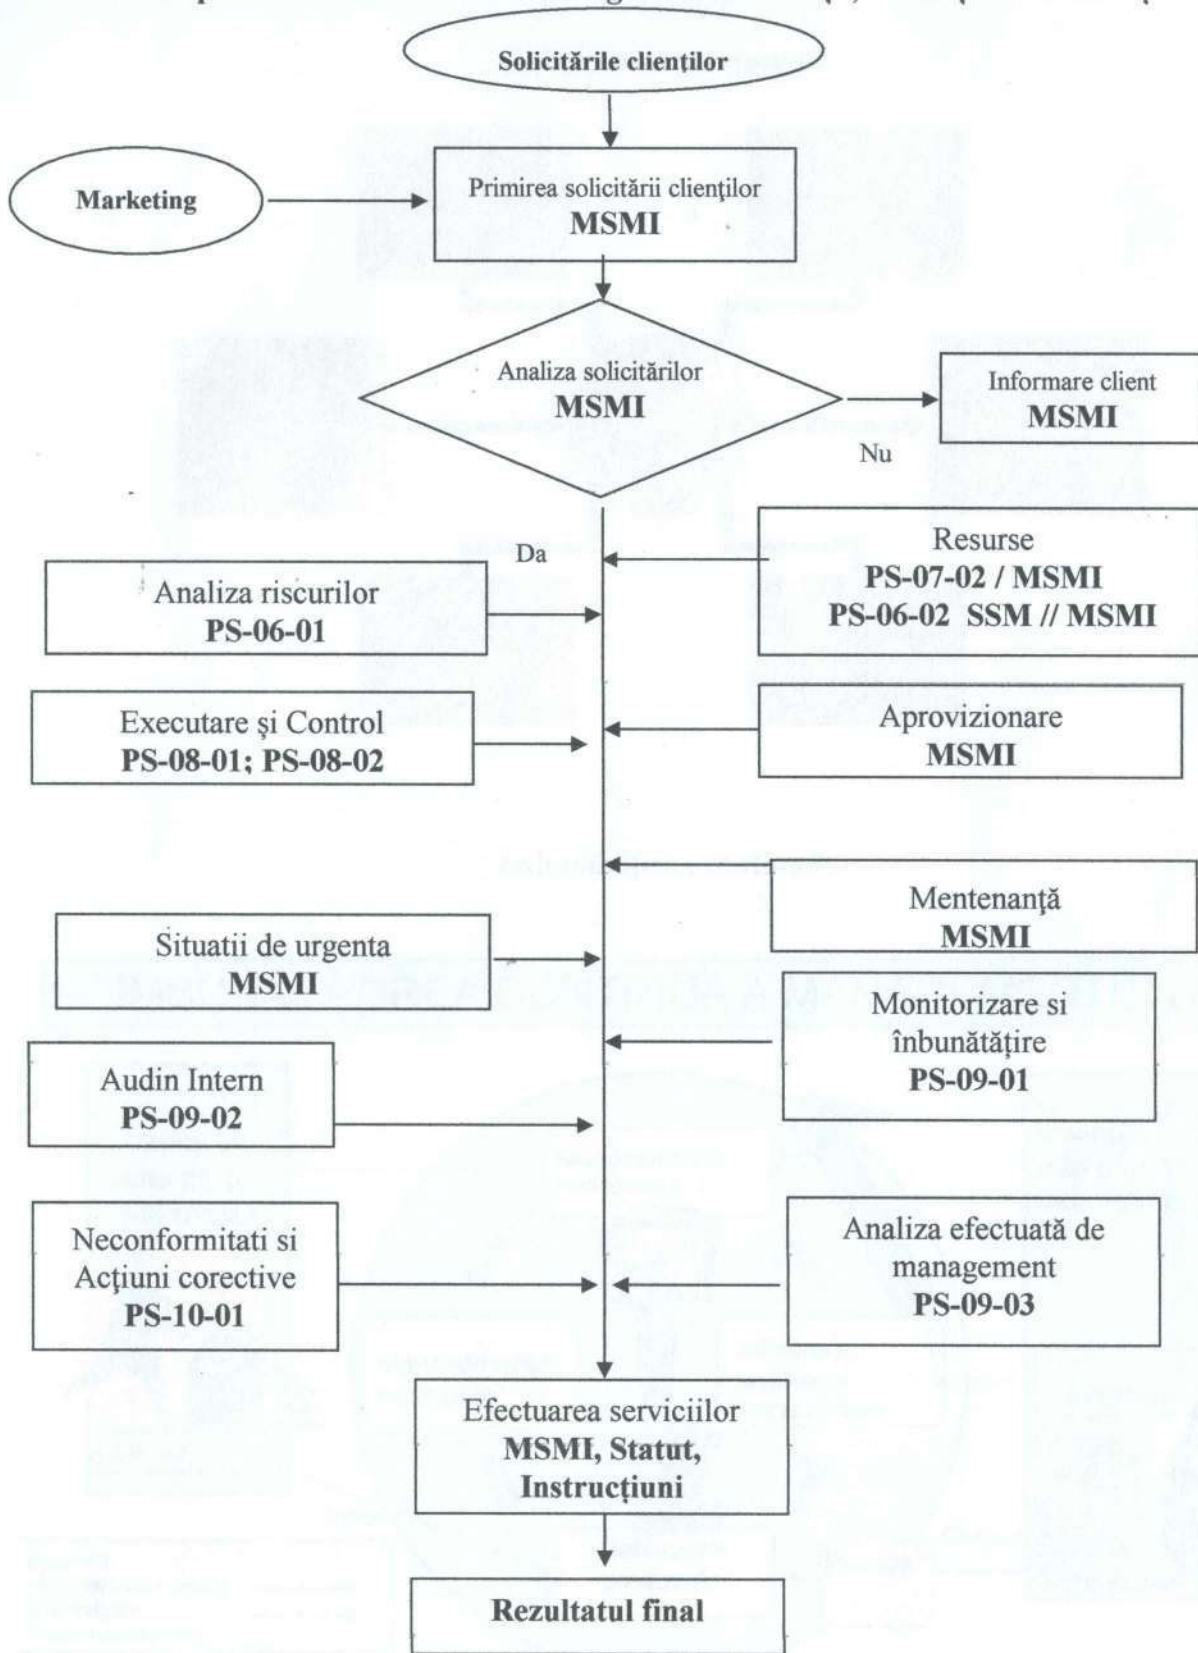 Solicitările clienţilor
Marketing
Primirea solicitării clienţilor
MSMI
Analiza solicitărilor
MSMI
Informare client
MSMI
Nu
Da
Resurse
PS-07-02 / MSMI
PS-06-02 SSM // MSMI
Analiza riscurilor
PS-06-01
Executare şi Control
PS-08-01; PS-08-02
Aprovizionare
MSMI
Mentenanţă
MSMI
Situatii de urgenta
MSMI
Monitorizare si
înbunătăţire
PS-09-01
Audin Intern
PS-09-02
Neconformitati si
Acţiuni corective
PS-10-01
Analiza efectuată de
management
PS-09-03
Efectuarea serviciilor
MSMI, Statut,
Instrucţiuni
Rezultatul final